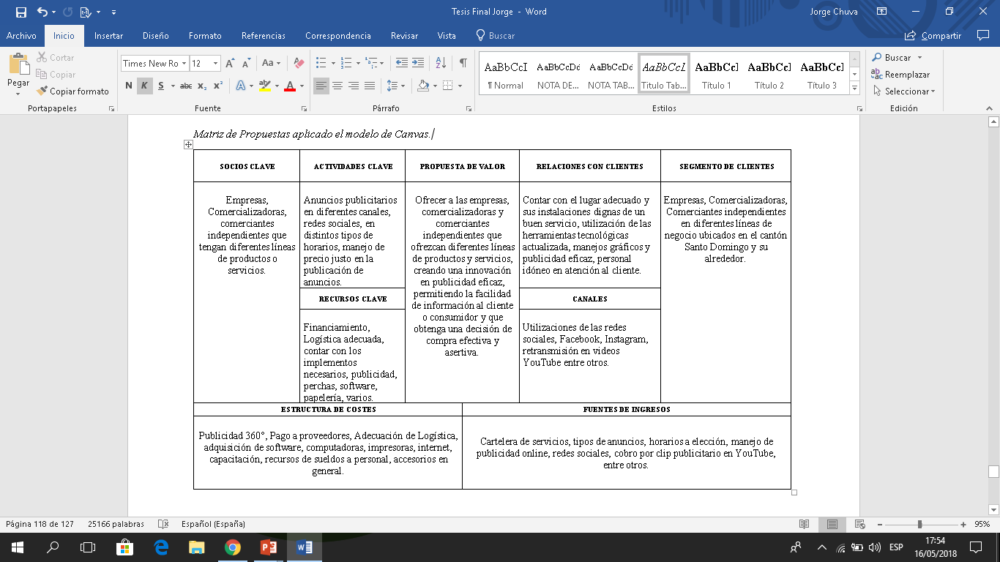 Tesis Final Jorge - Word
Jorge Chuva
Archivo Inicio Insertar Diseño Formato Referencias Correspondencia Revisar Vista Buscar Compartir
Pegar
Cortar
Copiar
Copiar formato
Portapapeles
Times New Ro 12
Aa
N K S abc x₂ x² A A
Fuente
Párrafo
AaBbCcI AaBbCcDc AaBbCcDc AaBbCcL AaBbCc AaBbCc AaBbCc
¶ Normal NOTA DE... NOTA TAB... Titulo Tab... Título 1 Título 2 Título 3
Estilos
Buscar
Reemplazar
Seleccionar
Edición
Matriz de Propuestas aplicado el modelo de Canvas.
SOCIOS CLAVE
Empresas,
Comercializadoras,
comerciantes
independientes que
tengan diferentes líneas
de productos o
servicios.
ACTIVIDADES CLAVE
Anuncios publicitarios
en diferentes canales,
redes sociales, en
distintos tipos de
horarios, manejo de
precio justo en la
publicación de
anuncios.
RECURSOS CLAVE
Financiamiento,
Logística adecuada,
contar con los
implementos
necesarios, publicidad,
perchas, software,
papelería, varios.
PROPUESTA DE VALOR
Ofrecer a las empresas,
comercializadoras y
comerciantes
independientes que
ofrezcan diferentes líneas
de productos y servicios,
creando una innovación
en publicidad eficaz,
permitiendo la facilidad
de información al cliente
o consumidor y que
obtenga una decisión de
compra efectiva y
asertiva.
RELACIONES CON CLIENTES
Contar con el lugar adecuado y
sus instalaciones dignas de un
buen servicio, utilización de las
herramientas tecnológicas
actualizada, manejos gráficos y
publicidad eficaz, personal
idóneo en atención al cliente.
CANALES
Utilizaciones de las redes
sociales, Facebook, Instagram,
retransmisión en videos
YouTube entre otros.
SEGMENTO DE CLIENTES
Empresas, Comercializadoras,
Comerciantes independientes
en diferentes líneas de
negocio ubicados en el cantón
Santo Domingo y su
alrededor.
ESTRUCTURA DE COSTES
Publicidad 360°, Pago a proveedores, Adecuación de Logística,
adquisición de software, computadoras, impresoras, internet,
capacitación, recursos de sueldos a personal, accesorios en
general.
FUENTES DE INGRESOS
Cartelera de servicios, tipos de anuncios, horarios a elección, manejo de
publicidad online, redes sociales, cobro por clip publicitario en YouTube,
entre otros.
Página 118 de 127 25166 palabras Español (España) 95%
ESP
17:54
16/05/2018